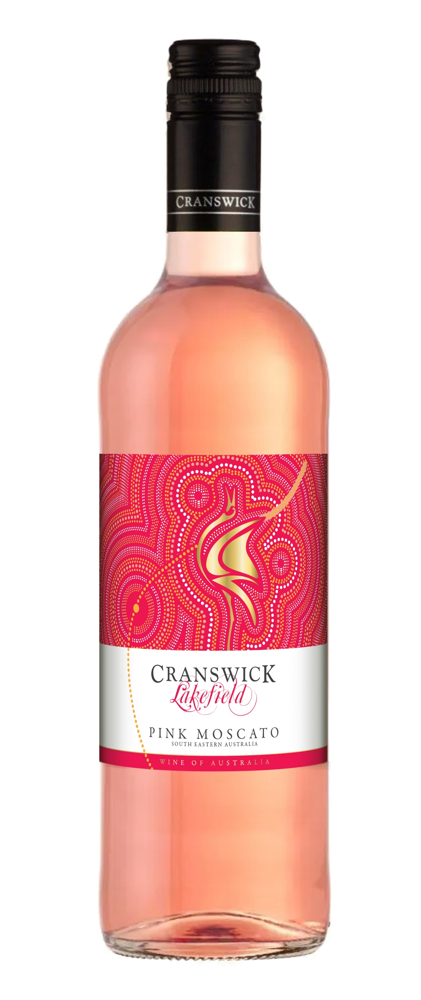 CRANSWICK
CRANSWICK
Lakefield
PINK MOSCATO
SOUTH EASTERN AUSTRALIA
WINE OF AUSTRALIA